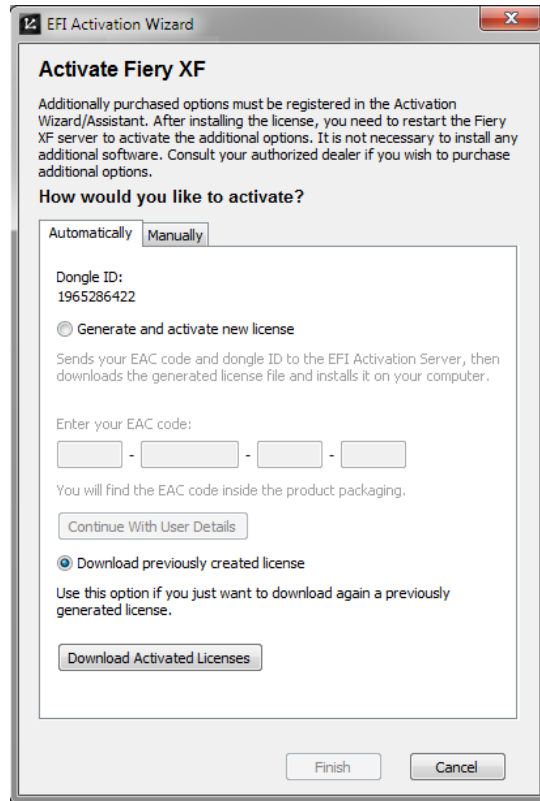 EFI Activation Wizard
Activate Fiery XF
Additionally purchased options must be registered in the Activation
Wizard/Assistant. After installing the license, you need to restart the Fiery
XF server to activate the additional options. It is not necessary to install any
additional software. Consult your authorized dealer if you wish to purchase
additional options.
How would you like to activate?
Automatically Manually
Dongle ID:
1965286422
Generate and activate new license
Sends your EAC code and dongle ID to the EFI Activation Server, then
downloads the generated license file and installs it on your computer.
Enter your EAC code:
- - -
You will find the EAC code inside the product packaging.
Continue With User Details
Download previously created license
Use this option if you just want to download again a previously
generated license.
Download Activated Licenses
Finish Cancel